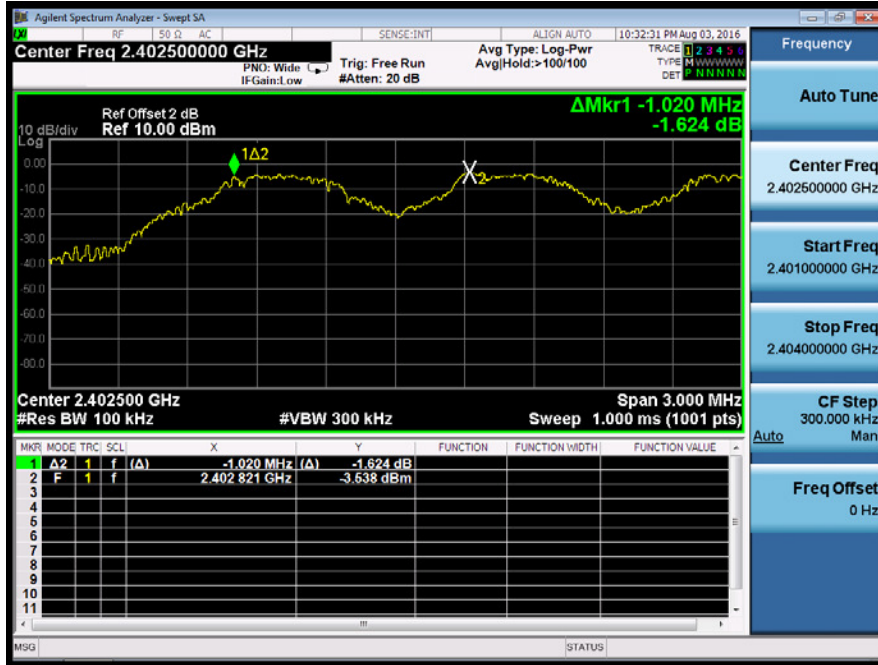 Agilent Spectrum Analyzer - Swept SA
RF 50 Ω AC SENSE:INT ALIGN AUTO 10:32:31 PM Aug 03, 2016
Center Freq 2.402500000 GHz
PNO: Wide
IFGain:Low
Trig: Free Run
#Atten: 20 dB
Avg Type: Log-Pwr
Avg|Hold:>100/100
TRACE 1 2 3 4 5 6
TYPE M WWWWW
DET P N N N N N
ΔMkr1 -1.020 MHz
-1.624 dB
Ref Offset 2 dB
10 dB/div Ref 10.00 dBm
Log
1Δ2
0.00
X2
-10.0
-20.0
-30.0
-40.0
-50.0
-60.0
-70.0
-80.0
Center 2.402500 GHz Span 3.000 MHz
#Res BW 100 kHz #VBW 300 kHz Sweep 1.000 ms (1001 pts)
MKR MODE TRC SCL X Y FUNCTION FUNCTION WIDTH FUNCTION VALUE
1 Δ2 1 f (Δ) -1.020 MHz (Δ) -1.624 dB
2 F 1 f 2.402 821 GHz -3.538 dBm
3
4
5
6
7
8
9
10
11
MSG STATUS
Frequency
Auto Tune
Center Freq
2.402500000 GHz
Start Freq
2.401000000 GHz
Stop Freq
2.404000000 GHz
CF Step
300.000 kHz
Auto Man
Freq Offset
0 Hz